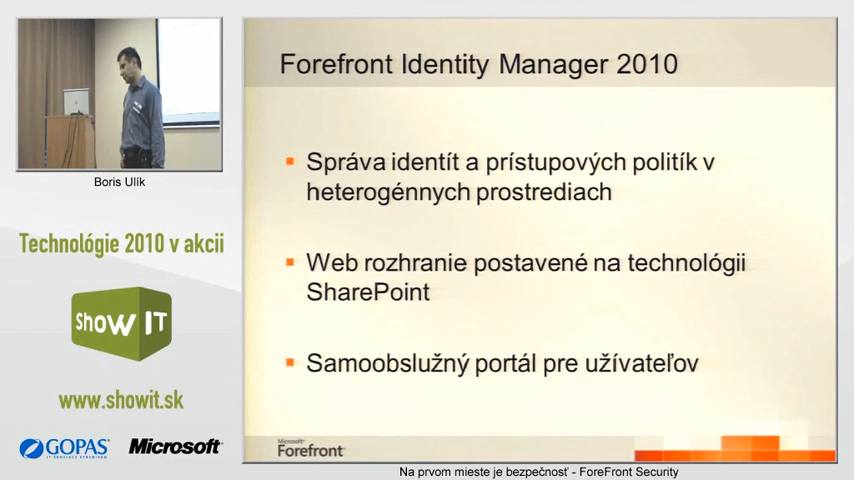 Boris Ulík
Technológie 2010 v akcii
ShoW IT
www.showit.sk
GOPAS
Microsoft
Forefront Identity Manager 2010
Správa identít a prístupových politík v
heterogénnych prostrediach
Web rozhranie postavené na technológii
SharePoint
Samoobslužný portál pre užívateľov
Microsoft
Forefront
Na prvom mieste je bezpečnosť - ForeFront Security